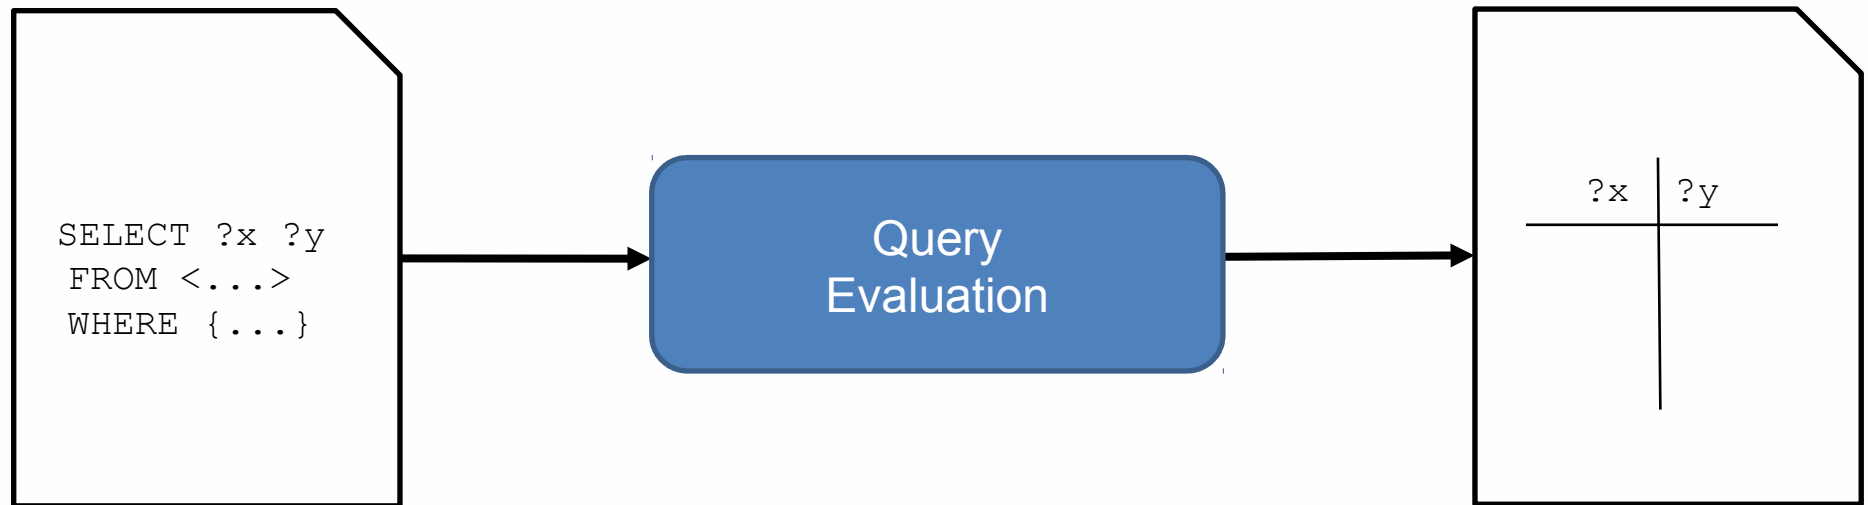 SELECT ?x ?y
FROM <...>
WHERE {...}
Query
Evaluation
?x ?y